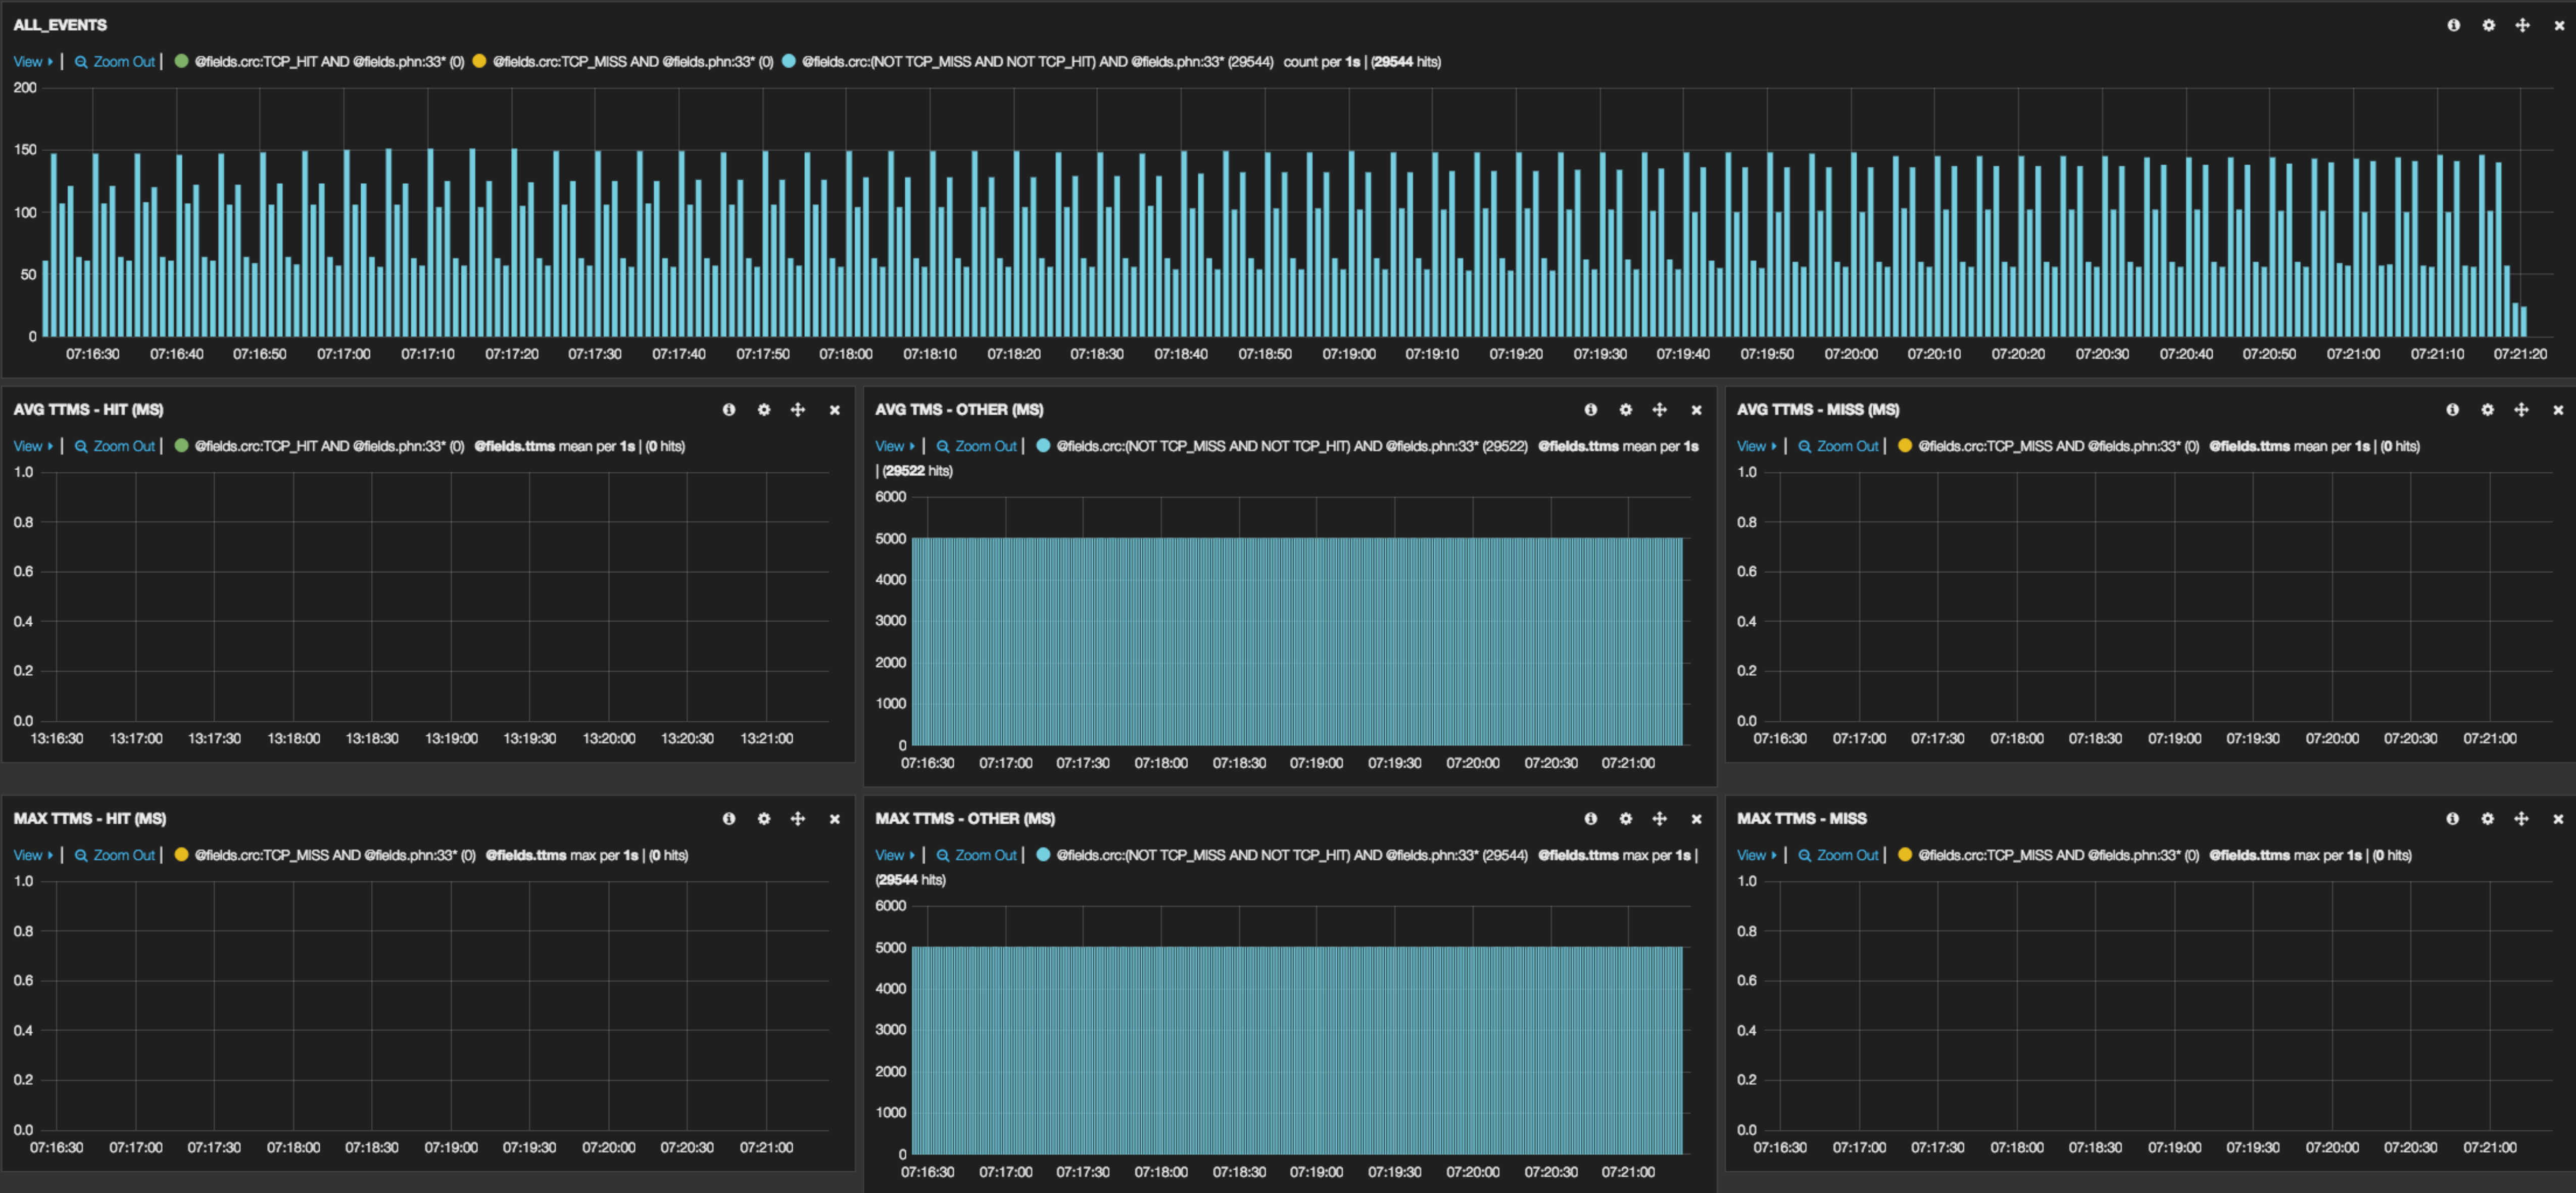 ALL_EVENTS
View | Zoom Out | @fields.crc:TCP_HIT AND @fields.phn:33* (0) @fields.crc:TCP_MISS AND @fields.phn:33* (0) @fields.crc:(NOT TCP_MISS AND NOT TCP_HIT) AND @fields.phn:33* (29544) count per 1s | (29544 hits)
200
150
100
50
0
07:16:30 07:16:40 07:16:50 07:17:00 07:17:10 07:17:20 07:17:30 07:17:40 07:17:50 07:18:00 07:18:10 07:18:20 07:18:30 07:18:40 07:18:50 07:19:00 07:19:10 07:19:20 07:19:30 07:19:40 07:19:50 07:20:00 07:20:10 07:20:20 07:20:30 07:20:40 07:20:50 07:21:00 07:21:10 07:21:20
AVG TTMS - HIT (MS)
View | Zoom Out | @fields.crc:TCP_HIT AND @fields.phn:33* (0) @fields.ttms mean per 1s | (0 hits)
1.0
0.8
0.6
0.4
0.2
0.0
13:16:30 13:17:00 13:17:30 13:18:00 13:18:30 13:19:00 13:19:30 13:20:00 13:20:30 13:21:00
AVG TMS - OTHER (MS)
View | Zoom Out | @fields.crc:(NOT TCP_MISS AND NOT TCP_HIT) AND @fields.phn:33* (29522) @fields.ttms mean per 1s
| (29522 hits)
6000
5000
4000
3000
2000
1000
0
07:16:30 07:17:00 07:17:30 07:18:00 07:18:30 07:19:00 07:19:30 07:20:00 07:20:30 07:21:00
AVG TTMS - MISS (MS)
View | Zoom Out | @fields.crc:TCP_MISS AND @fields.phn:33* (0) @fields.ttms mean per 1s | (0 hits)
1.0
0.8
0.6
0.4
0.2
0.0
07:16:30 07:17:00 07:17:30 07:18:00 07:18:30 07:19:00 07:19:30 07:20:00 07:20:30 07:21:00
MAX TTMS - HIT (MS)
View | Zoom Out | @fields.crc:TCP_MISS AND @fields.phn:33* (0) @fields.ttms max per 1s | (0 hits)
1.0
0.8
0.6
0.4
0.2
0.0
07:16:30 07:17:00 07:17:30 07:18:00 07:18:30 07:19:00 07:19:30 07:20:00 07:20:30 07:21:00
MAX TTMS - OTHER (MS)
View | Zoom Out | @fields.crc:(NOT TCP_MISS AND NOT TCP_HIT) AND @fields.phn:33* (29544) @fields.ttms max per 1s |
(29544 hits)
6000
5000
4000
3000
2000
1000
0
07:16:30 07:17:00 07:17:30 07:18:00 07:18:30 07:19:00 07:19:30 07:20:00 07:20:30 07:21:00
MAX TTMS - MISS
View | Zoom Out | @fields.crc:TCP_MISS AND @fields.phn:33* (0) @fields.ttms max per 1s | (0 hits)
1.0
0.8
0.6
0.4
0.2
0.0
07:16:30 07:17:00 07:17:30 07:18:00 07:18:30 07:19:00 07:19:30 07:20:00 07:20:30 07:21:00